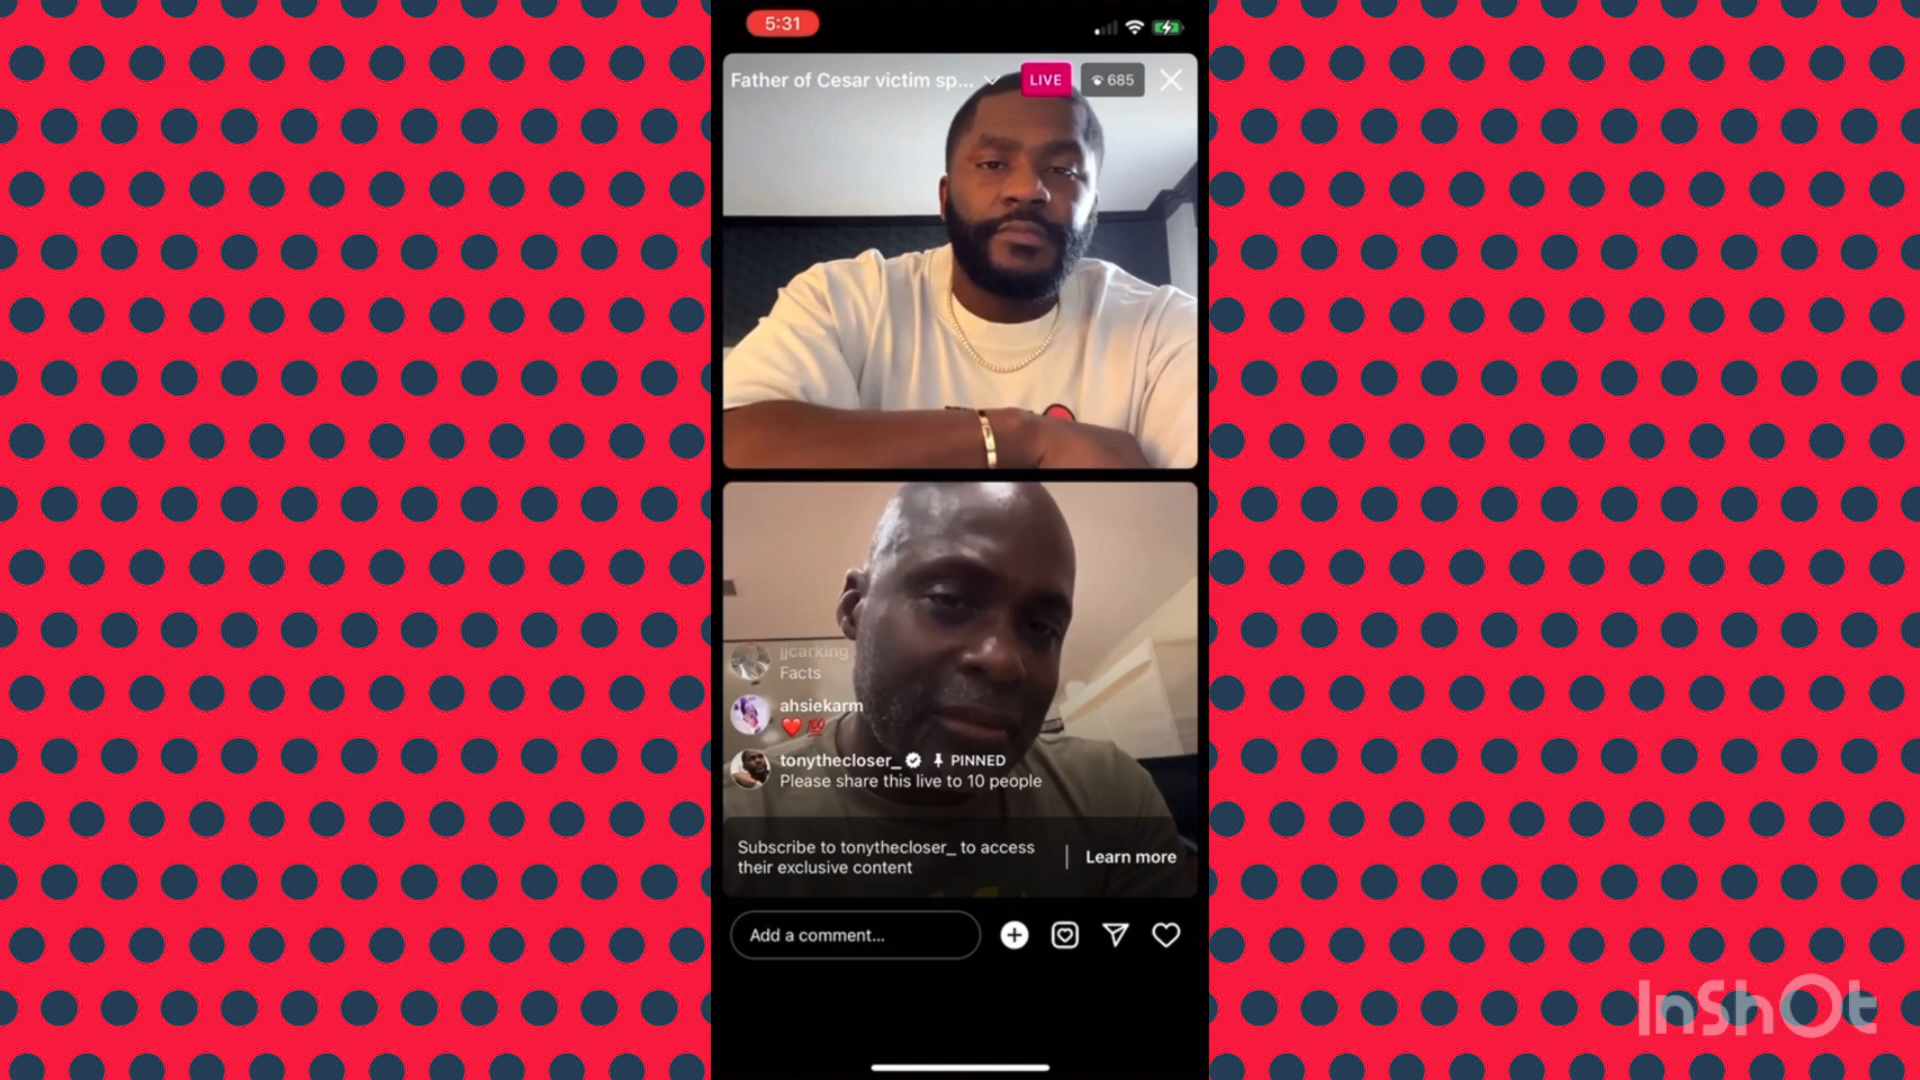 5:31
Father of Cesar victim sp...
LIVE
685
jjcarking
Facts
ahsiekarm
❤️ 💯
tonythecloser_ PINNED
Please share this live to 10 people
Subscribe to tonythecloser_ to access
their exclusive content
Learn more
Add a comment...
InShOt